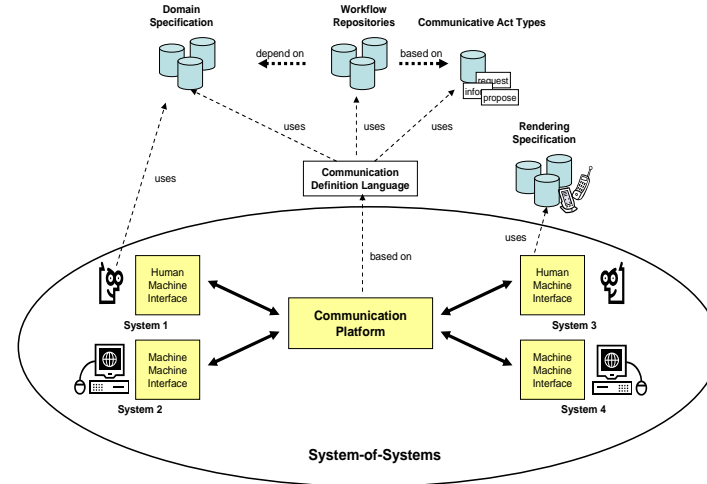 Domain
Specification
Workflow
Repositories
Communicative Act Types
depend on
based on
request
propose
uses
uses
uses
uses
Rendering
Specification
Communication
Definition Language
uses
based on
Human
Machine
Interface
System 1
Communication
Platform
Human
Machine
Interface
System 3
Machine
Machine
Interface
System 2
Machine
Machine
Interface
System 4
System-of-Systems